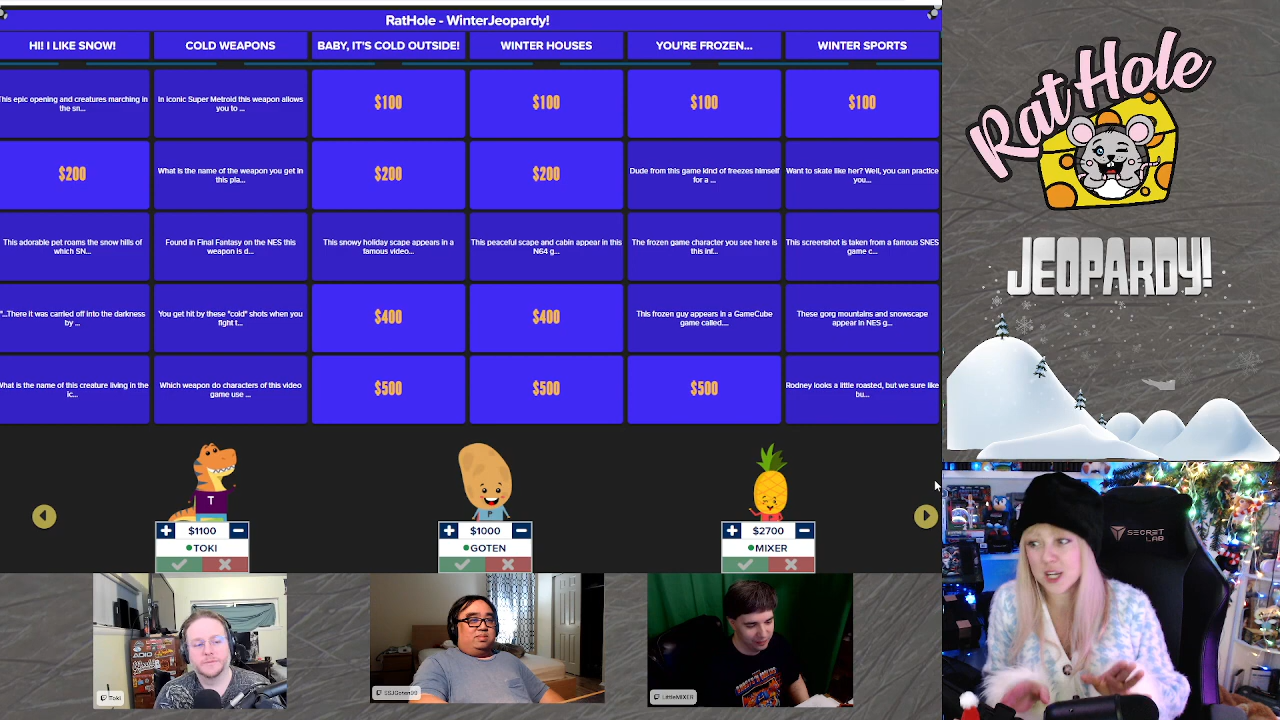 RatHole - WinterJeopardy!
HI! I LIKE SNOW!
COLD WEAPONS
BABY, IT'S COLD OUTSIDE!
WINTER HOUSES
YOU'RE FROZEN...
WINTER SPORTS
This epic opening and creatures marching in
the sn...
In iconic Super Metroid this weapon allows
you to ...
$100
$100
$100
$100
$200
What is the name of the weapon you get in
this pla...
$200
$200
Dude from this game kind of freezes himself
for a ...
Want to skate like her? Well, you can practice
you...
This adorable pet roams the snow hills of
which SN...
Found in Final Fantasy on the NES this
weapon is d...
This snowy holiday scape appears in a
famous video...
This peaceful scape and cabin appear in this
N64 g...
The frozen game character you see here is
this inf...
This screenshot is taken from a famous SNES
game c...
"...There it was carried off into the darkness
by ...
You get hit by these "cold" shots when you
fight t...
$400
$400
This frozen guy appears in a GameCube
game called....
These gorg mountains and snowscape
appear in NES g...
What is the name of this creature living in the
ic...
Which weapon do characters of this video
game use ...
$500
$500
$500
Rodney looks a little roasted, but we sure like
bu...
T
P
+ $1100 −
TOKI
+ $1000 −
GOTEN
+ $2700 −
MIXER
Toki
SSJGoten90
LittleMIXER
Rat Hole
JEOPARDY!
SECRET
LAB